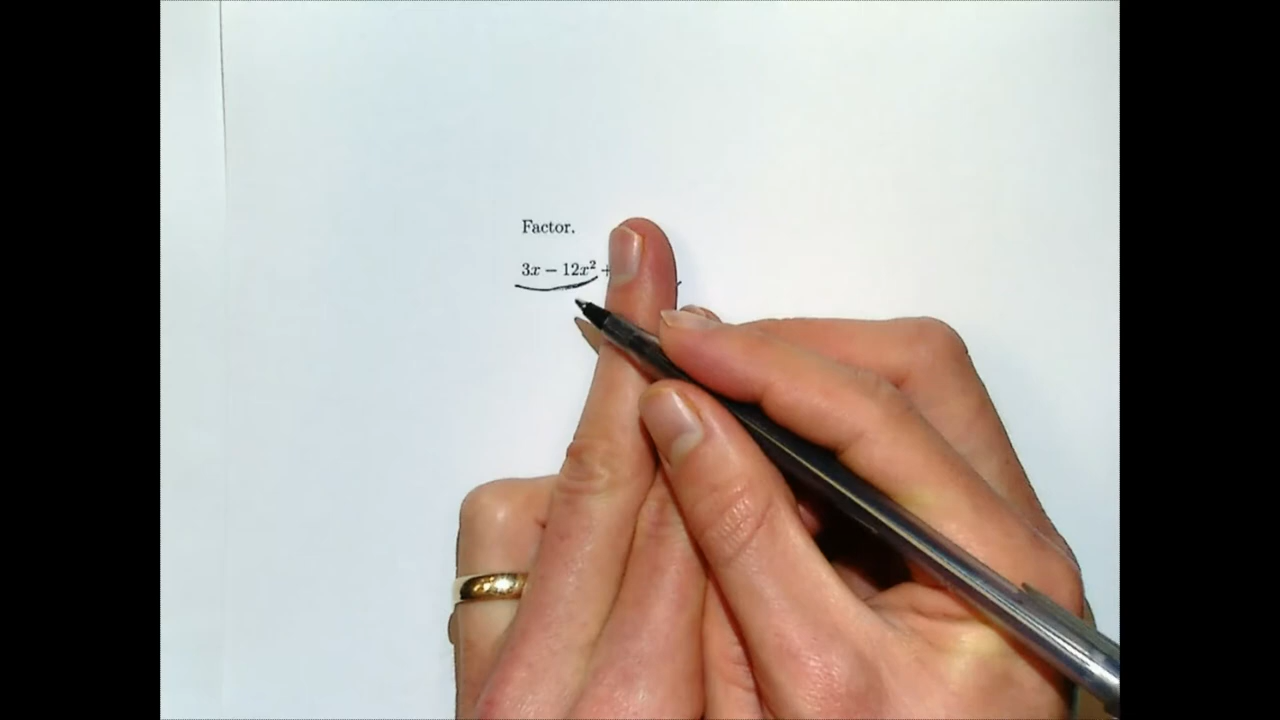 Factor.
3x − 12x² +